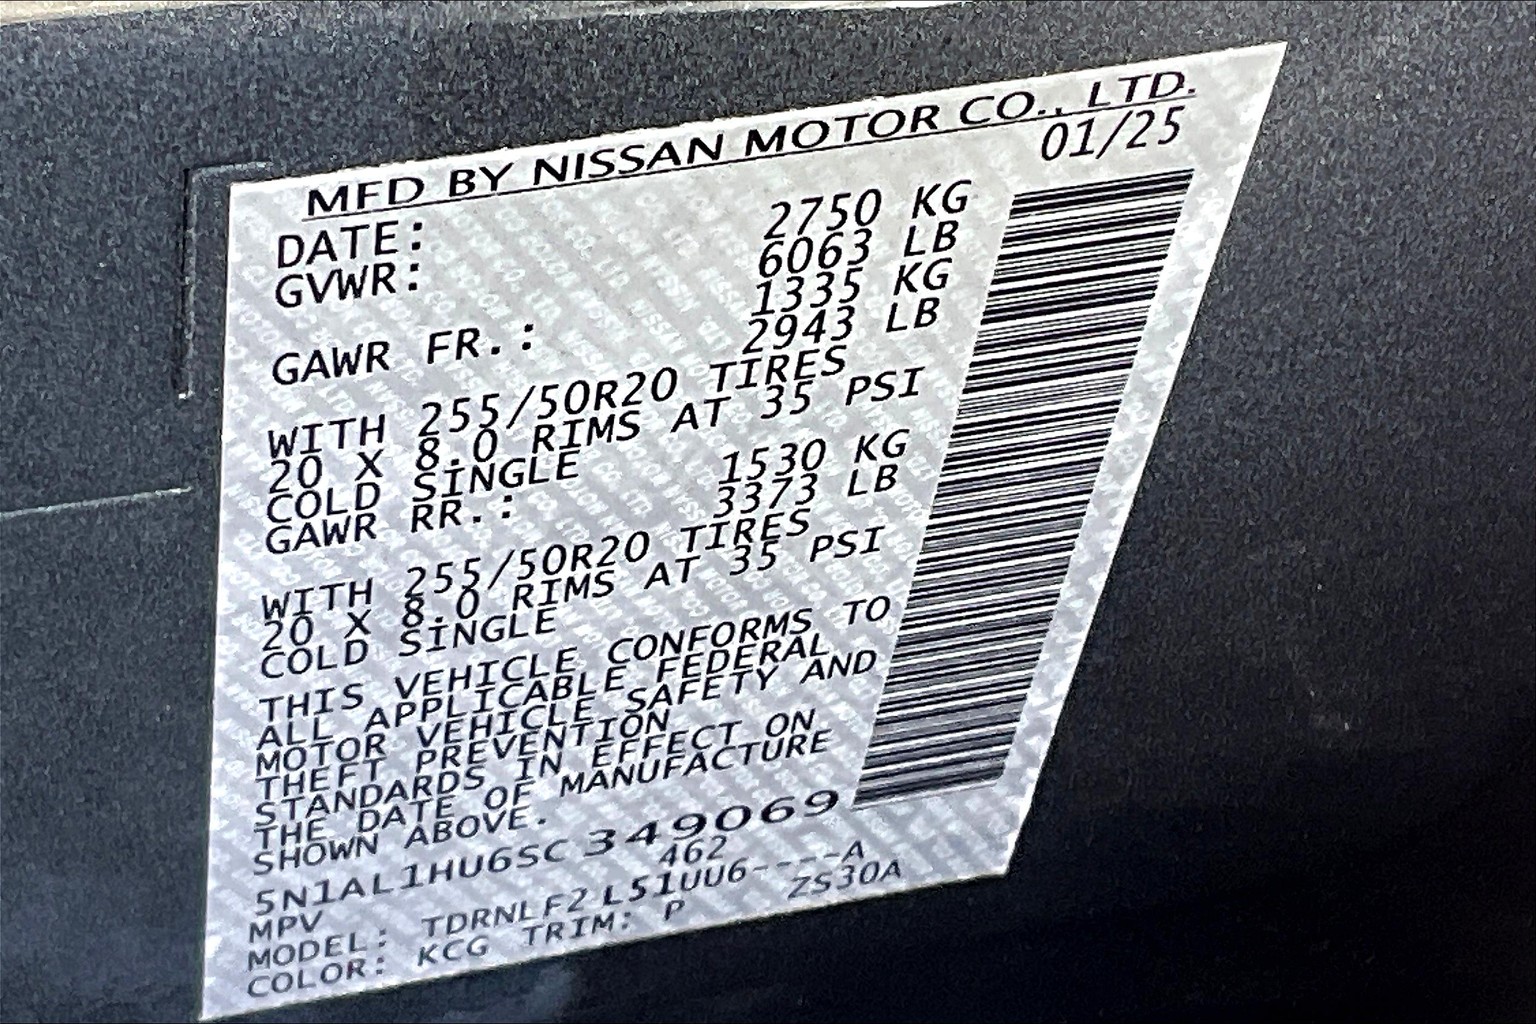 MFD BY NISSAN MOTOR CO., LTD.
DATE: 01/25
GVWR: 2750 KG
6063 LB
GAWR FR.: 1335 KG
2943 LB
WITH 255/50R20 TIRES
20 X 8.0 RIMS AT 35 PSI
COLD SINGLE
GAWR RR.: 1530 KG
3373 LB
WITH 255/50R20 TIRES
20 X 8.0 RIMS AT 35 PSI
COLD SINGLE
THIS VEHICLE CONFORMS TO
ALL APPLICABLE FEDERAL
MOTOR VEHICLE SAFETY AND
THEFT PREVENTION
STANDARDS IN EFFECT ON
THE DATE OF MANUFACTURE
SHOWN ABOVE.
5N1AL1HU6SC349069
MPV 462
MODEL: TDRNLF2L51UU6----A
COLOR: KCG TRIM: P ZS30A